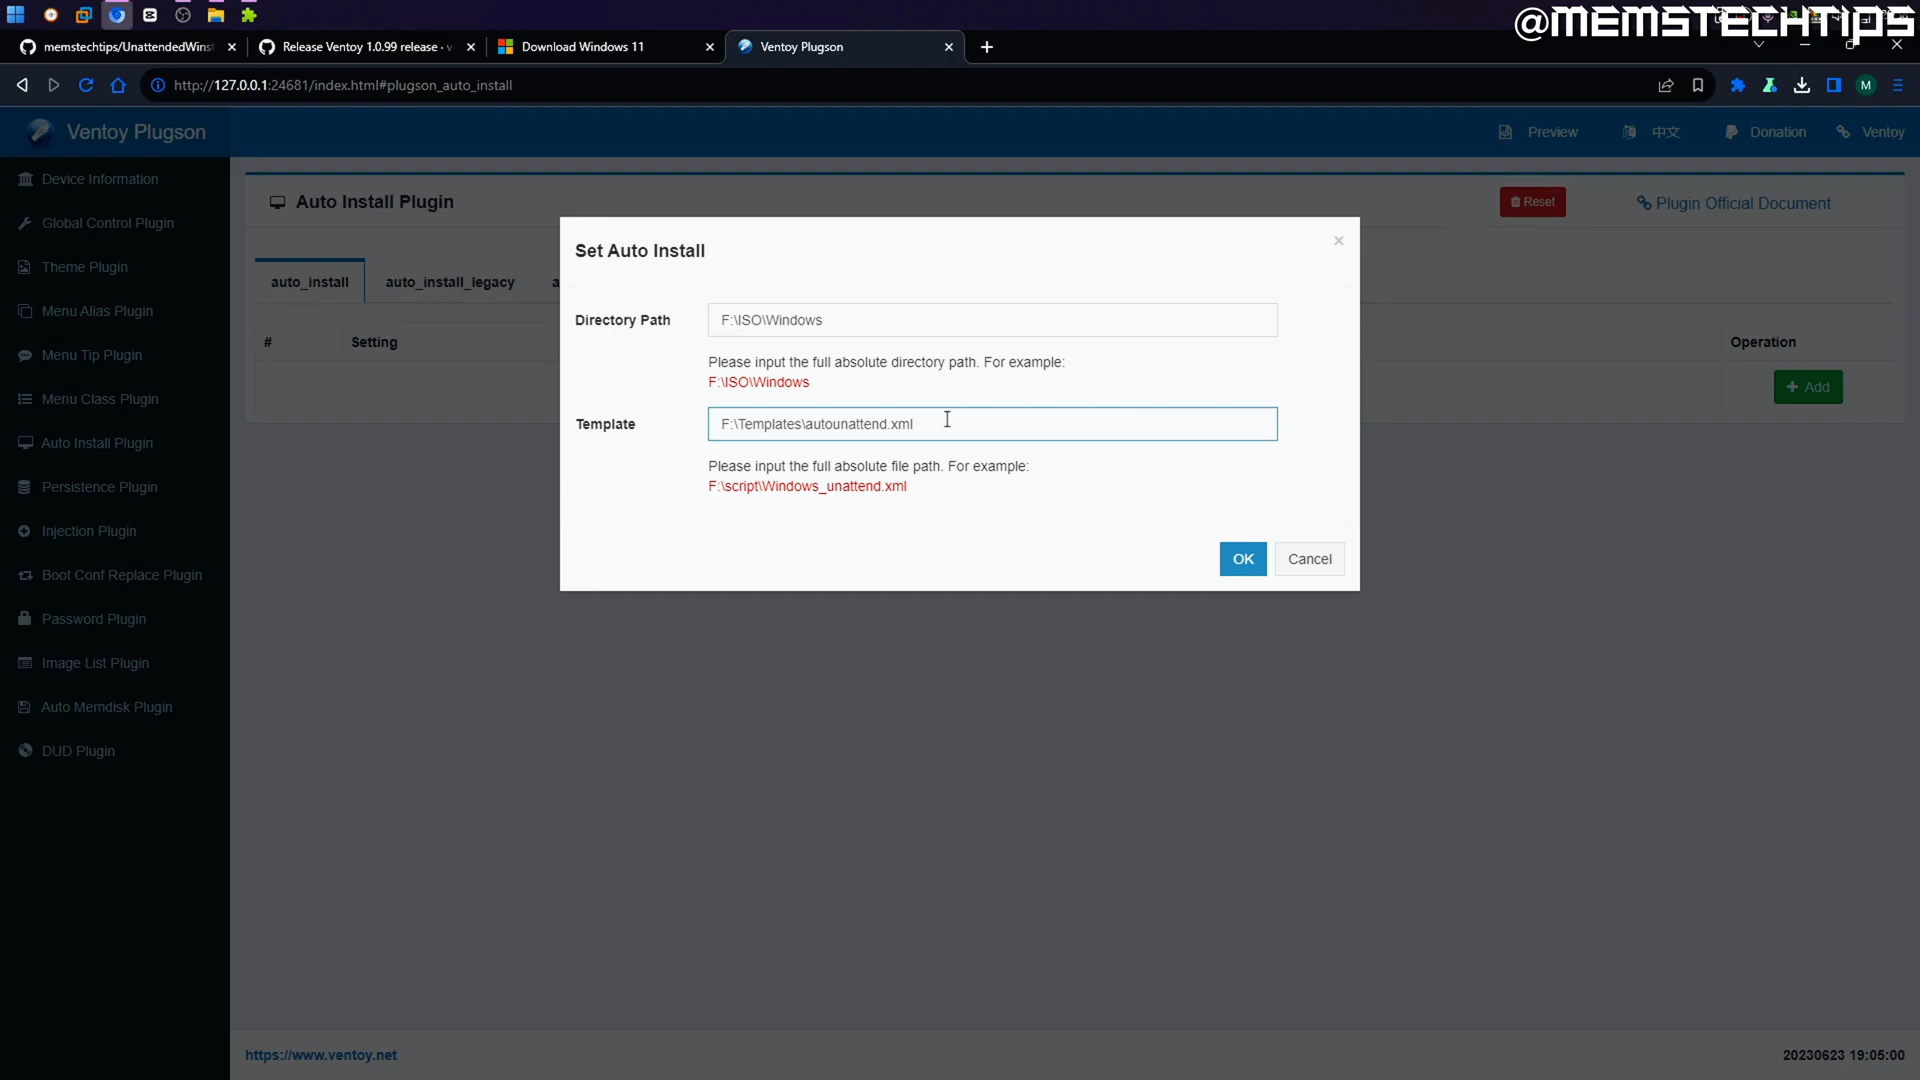 @MEMSTECHTIPS
memstechtips/UnattendedWinst
Release Ventoy 1.0.99 release · v
Download Windows 11
Ventoy Plugson
http://127.0.0.1:24681/index.html#plugson_auto_install
M
Ventoy Plugson
Preview
中文
Donation
Ventoy
Device Information
Global Control Plugin
Theme Plugin
Menu Alias Plugin
Menu Tip Plugin
Menu Class Plugin
Auto Install Plugin
Persistence Plugin
Injection Plugin
Boot Conf Replace Plugin
Password Plugin
Image List Plugin
Auto Memdisk Plugin
DUD Plugin
Auto Install Plugin
Reset
Plugin Official Document
auto_install
auto_install_legacy
a
#
Setting
Operation
Add
Set Auto Install
×
Directory Path
F:\ISO\Windows
Please input the full absolute directory path. For example:
F:\ISO\Windows
Template
F:\Templates\autounattend.xml
Please input the full absolute file path. For example:
F:\script\Windows_unattend.xml
OK
Cancel
https://www.ventoy.net
20230623 19:05:00